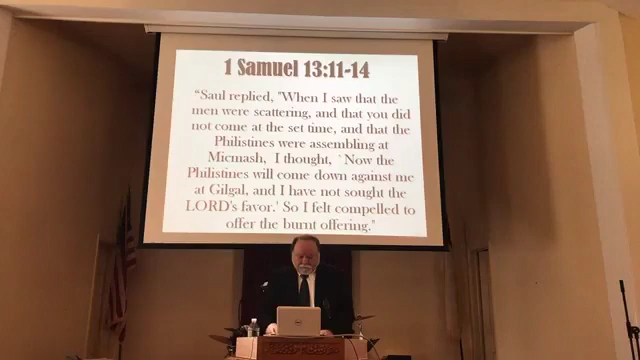 1 Samuel 13:11-14
"Saul replied, "When I saw that the
men were scattering, and that you did
not come at the set time, and that the
Philistines were assembling at
Micmash, I thought, `Now the
Philistines will come down against me
at Gilgal, and I have not sought the
LORD's favor.' So I felt compelled to
offer the burnt offering."